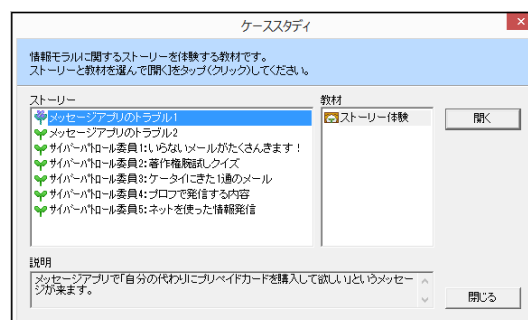 ケーススタディ
情報モラルに関するストーリーを体験する教材です。
ストーリーと教材を選んで[開く]をタップ(クリック)してください。
ストーリー
メッセージアプリのトラブル1
メッセージアプリのトラブル2
サイバーパトロール委員1:いらないメールがたくさんきます!
サイバーパトロール委員2:著作権腕試しクイズ
サイバーパトロール委員3:ケータイにきた1通のメール
サイバーパトロール委員4:プロフで発信する内容
サイバーパトロール委員5:ネットを使った情報発信
教材
ストーリー体験
開く
説明
メッセージアプリで「自分の代わりにプリペイドカードを購入して欲しい」というメッセー
ジが来ます。
閉じる